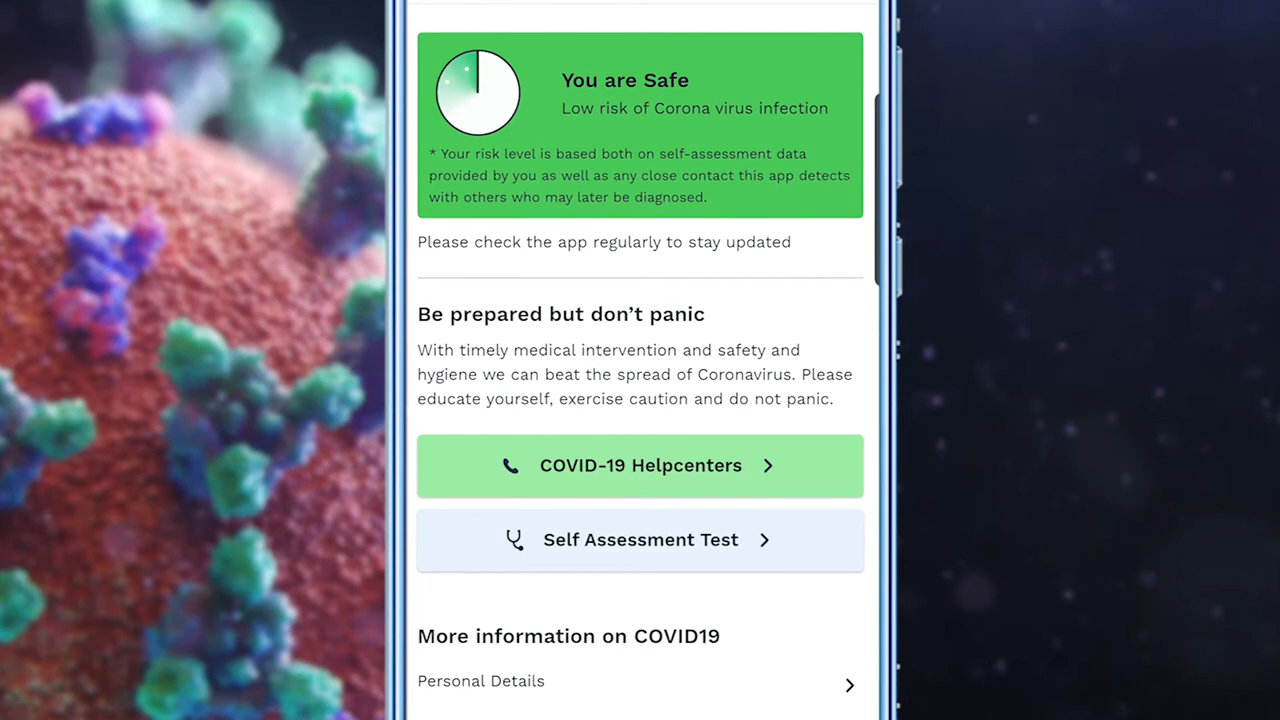 You are Safe
Low risk of Corona virus infection
* Your risk level is based both on self-assessment data
provided by you as well as any close contact this app detects
with others who may later be diagnosed.
Please check the app regularly to stay updated
Be prepared but don’t panic
With timely medical intervention and safety and
hygiene we can beat the spread of Coronavirus. Please
educate yourself, exercise caution and do not panic.
COVID-19 Helpcenters
Self Assessment Test
More information on COVID19
Personal Details